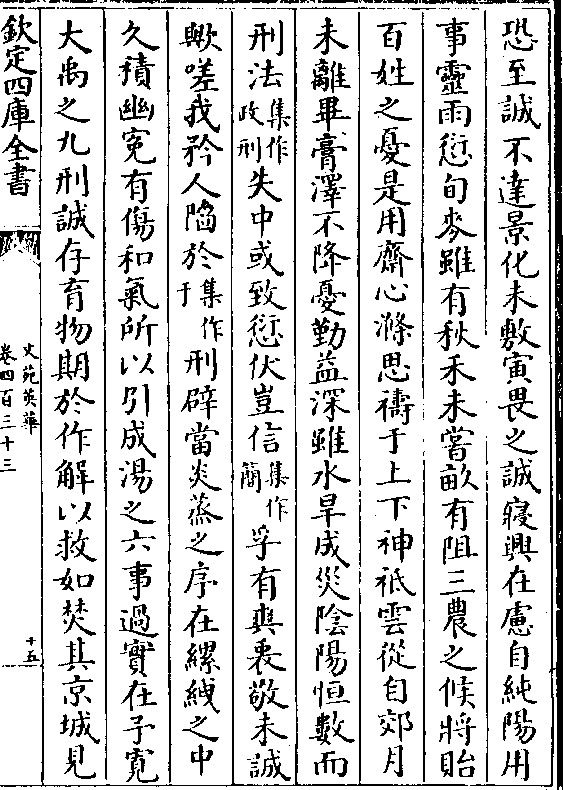 恐至誠不達景化未敷寅畏之誠寢興在慮自純陽用
事靈雨愆旬麥雖有秋禾未嘗畝有阻三農之候將貽
百姓之憂是用齋心滌思禱于上下神祇雲從自郊月
未離畢膏澤不降憂勤益深雖水旱成災陰陽恒數而
刑法集作政刑失中或致愆伏豈信集作簡孚有爽衷敬未誠
歟嗟我矜人陷於集作于刑辟當炎蒸之序在縲絏之中
久積幽寃有傷和氣所以引成湯之六事過實在予寛
大禹之九刑誠存育物期於作解以救如焚其京城見
欽定四庫全書
文苑英華
卷四百三十三
十五